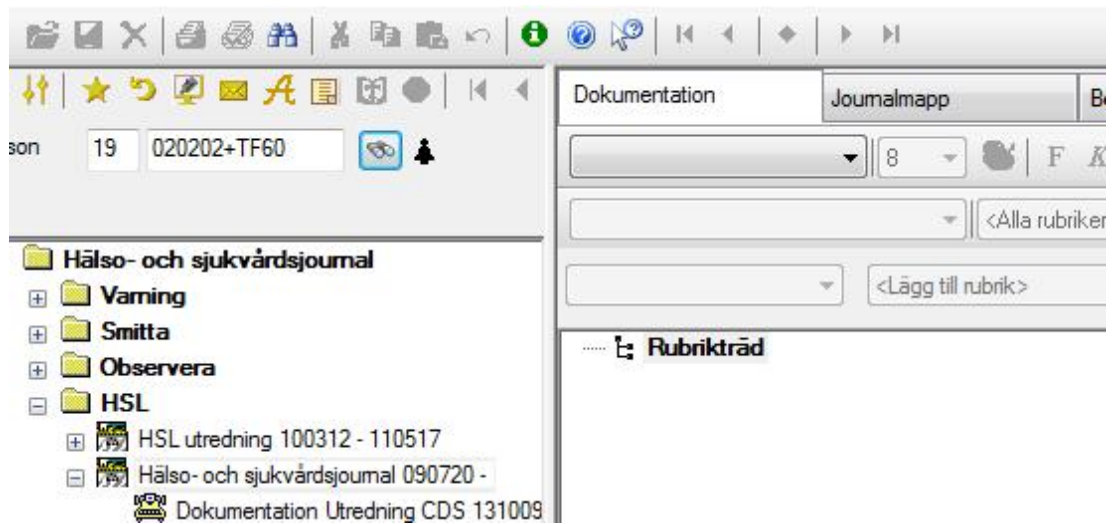 Dokumentation
Journalmapp
son 19 020202+TF60
8 F K
<Alla rubriker
<Lägg till rubrik>
Rubrikträd
Hälso- och sjukvårdsjournal
Varning
Smitta
Observera
HSL
HSL utredning 100312 - 110517
Hälso- och sjukvårdsjournal 090720 -
Dokumentation Utredning CDS 131009